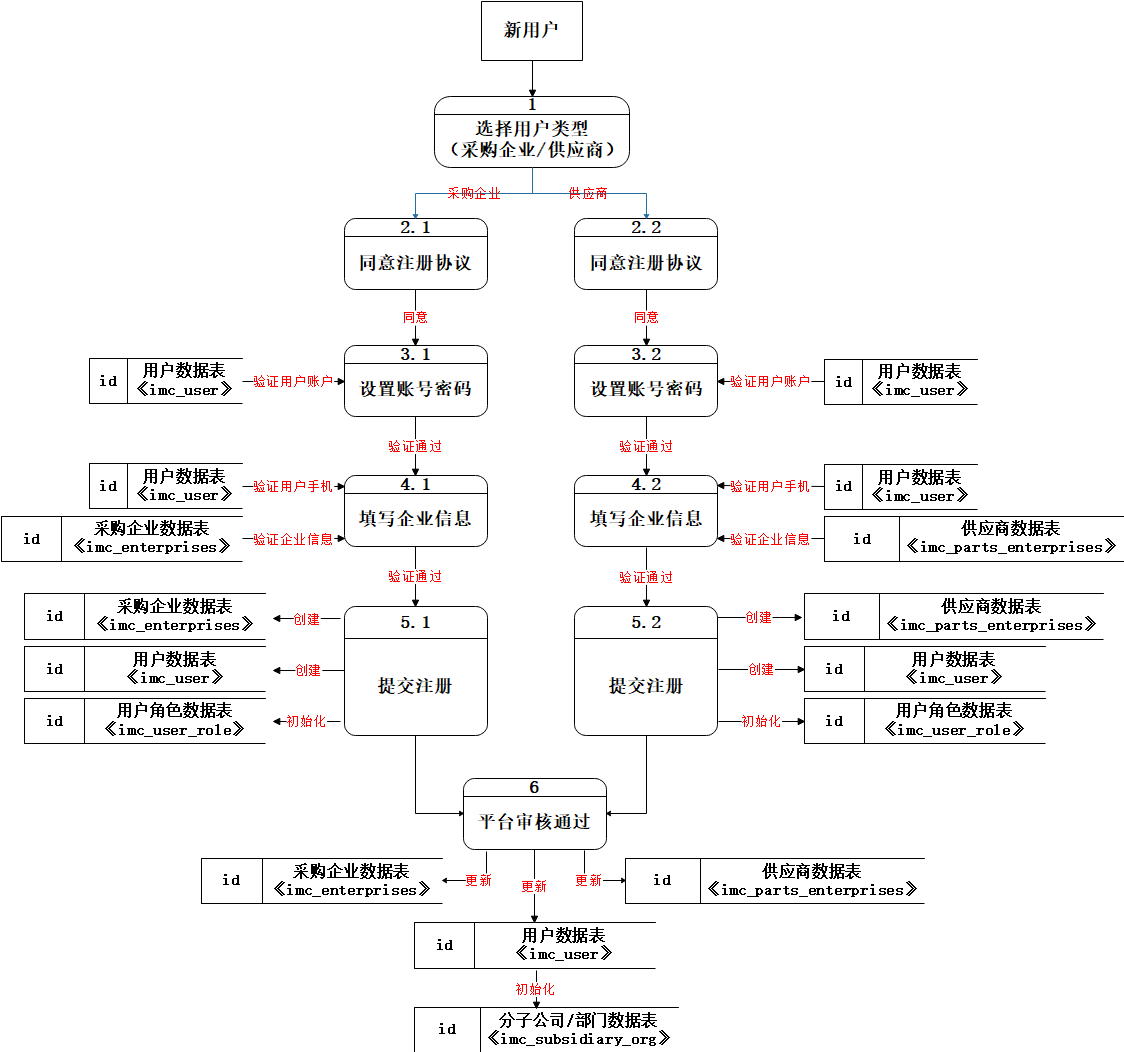 新用户
1
选择用户类型
（采购企业/供应商）
采购企业
供应商
2.1
同意注册协议
2.2
同意注册协议
同意
同意
id
用户数据表
《imc_user》
验证用户账户
3.1
设置账号密码
3.2
设置账号密码
验证用户账户
id
用户数据表
《imc_user》
验证通过
验证通过
id
用户数据表
《imc_user》
验证用户手机
id
采购企业数据表
《imc_enterprises》
验证企业信息
4.1
填写企业信息
4.2
填写企业信息
验证用户手机
id
用户数据表
《imc_user》
验证企业信息
id
供应商数据表
《imc_parts_enterprises》
验证通过
验证通过
id
采购企业数据表
《imc_enterprises》
创建
id
用户数据表
《imc_user》
创建
id
用户角色数据表
《imc_user_role》
初始化
5.1
提交注册
5.2
提交注册
创建
id
供应商数据表
《imc_parts_enterprises》
创建
id
用户数据表
《imc_user》
初始化
id
用户角色数据表
《imc_user_role》
6
平台审核通过
id
采购企业数据表
《imc_enterprises》
更新
更新
更新
id
供应商数据表
《imc_parts_enterprises》
id
用户数据表
《imc_user》
初始化
id
分子公司/部门数据表
《imc_subsidiary_org》